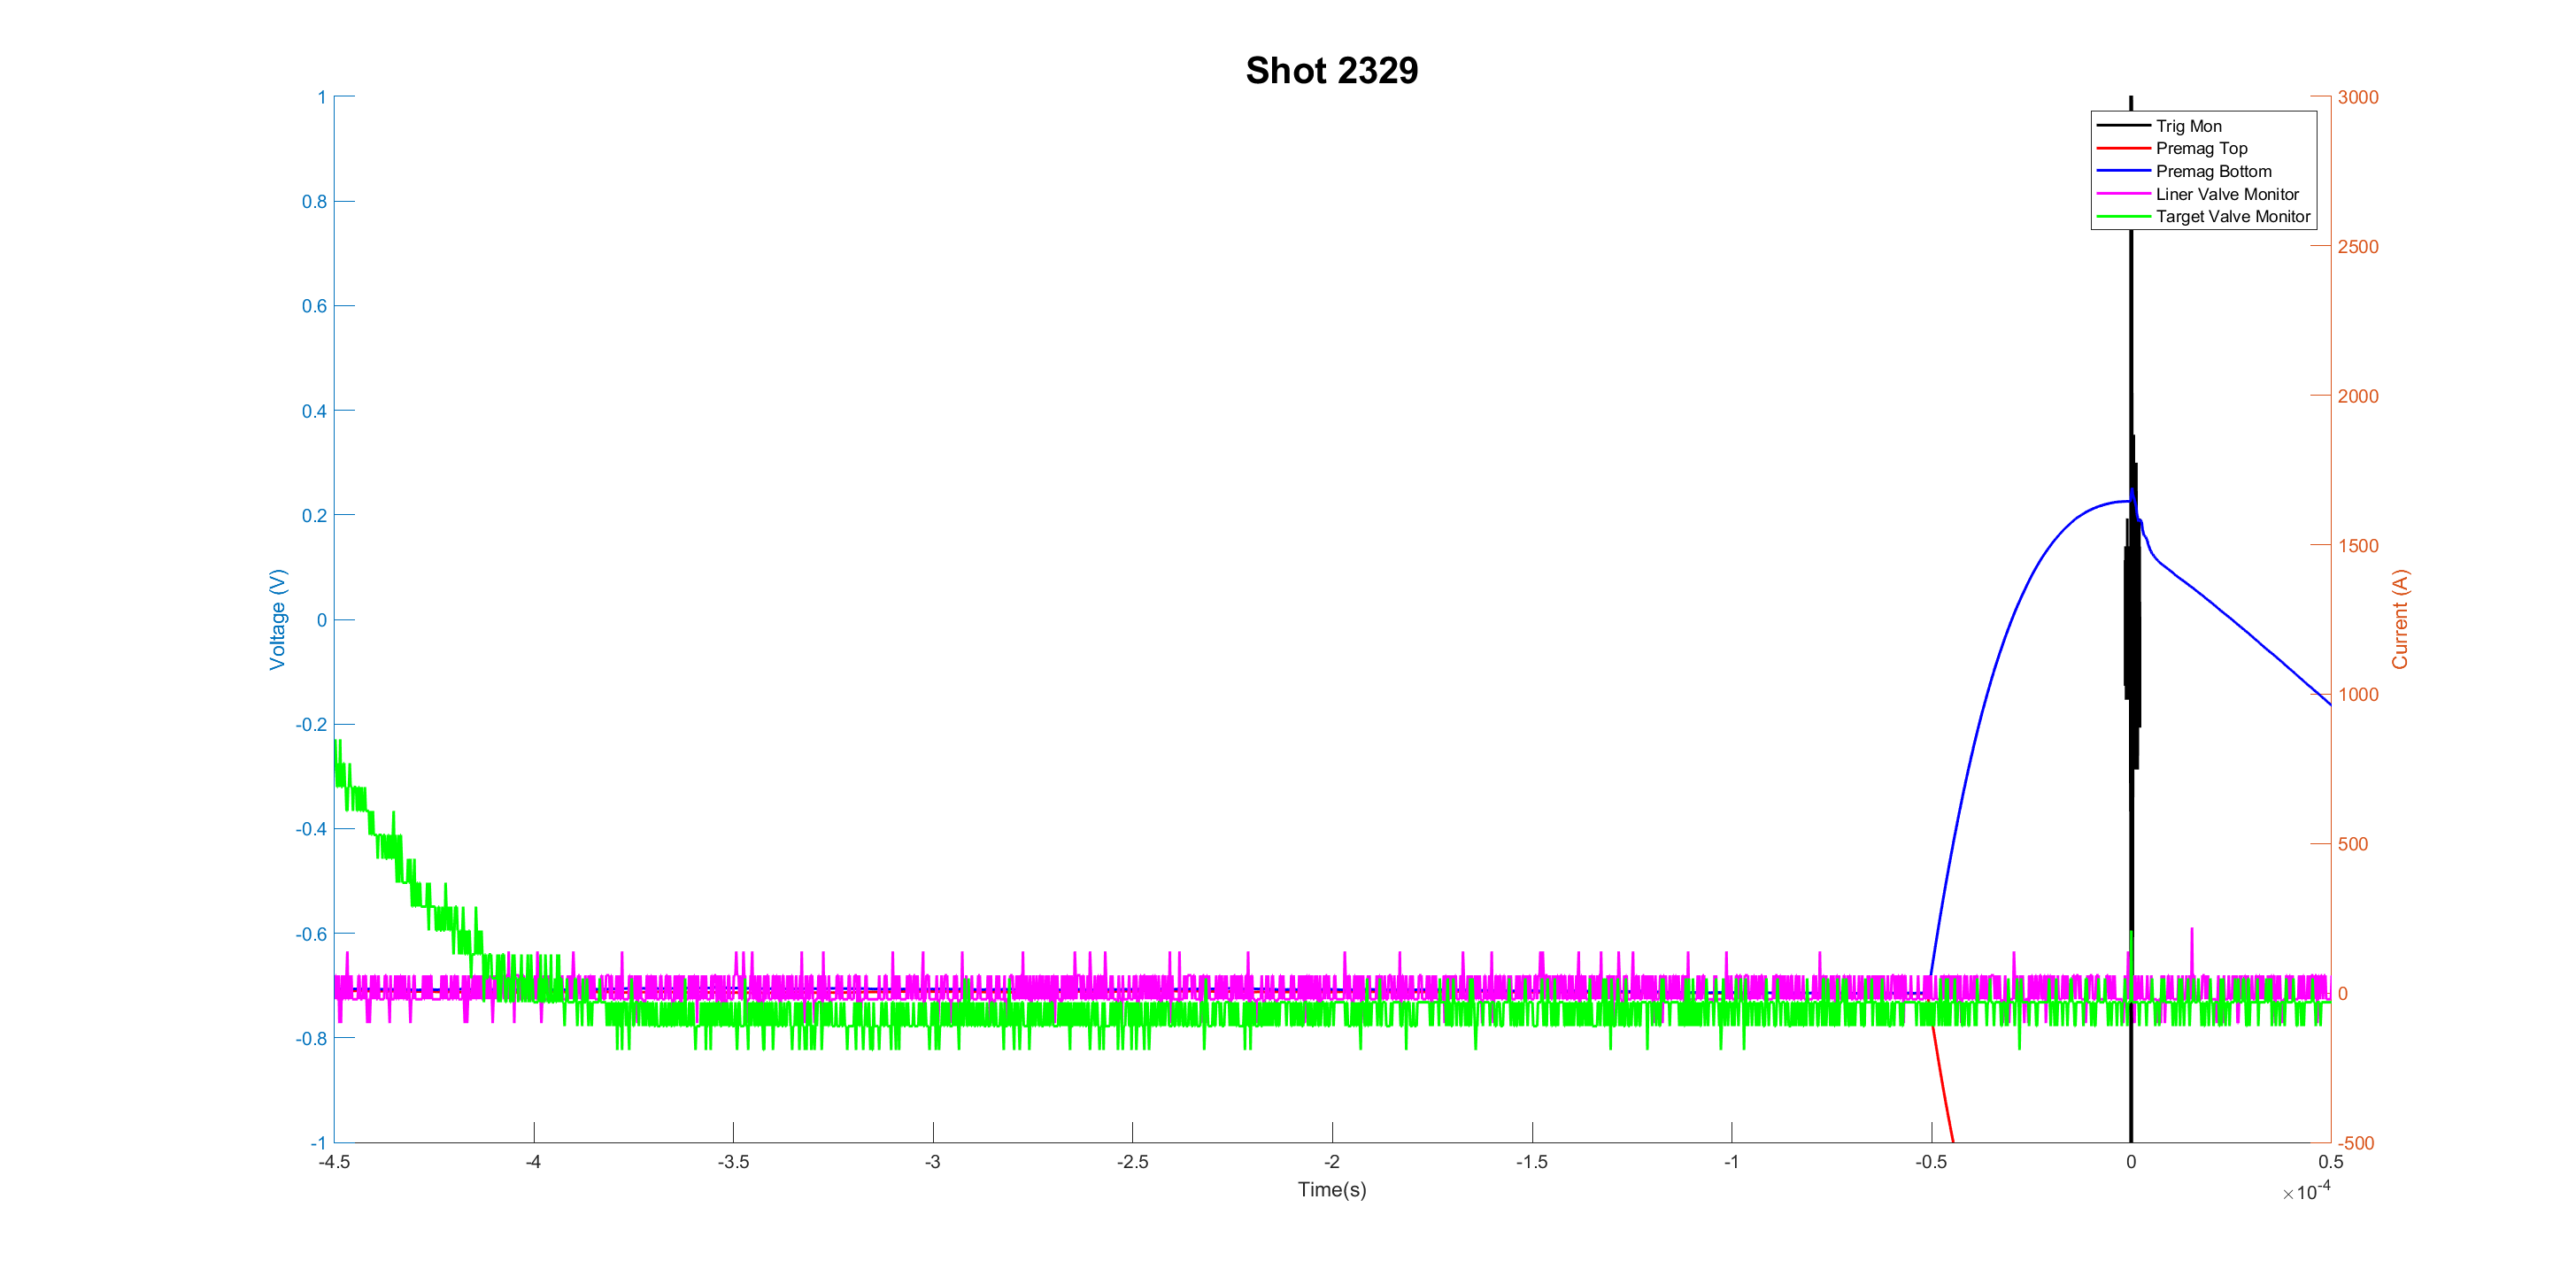 Shot 2329
1
0.8
0.6
0.4
0.2
0
-0.2
-0.4
-0.6
-0.8
-1
Voltage (V)
3000
2500
2000
1500
1000
500
0
-500
Current (A)
Trig Mon
Premag Top
Premag Bottom
Liner Valve Monitor
Target Valve Monitor
-4.5 -4 -3.5 -3 -2.5 -2 -1.5 -1 -0.5 0 0.5
Time(s)
×10-4